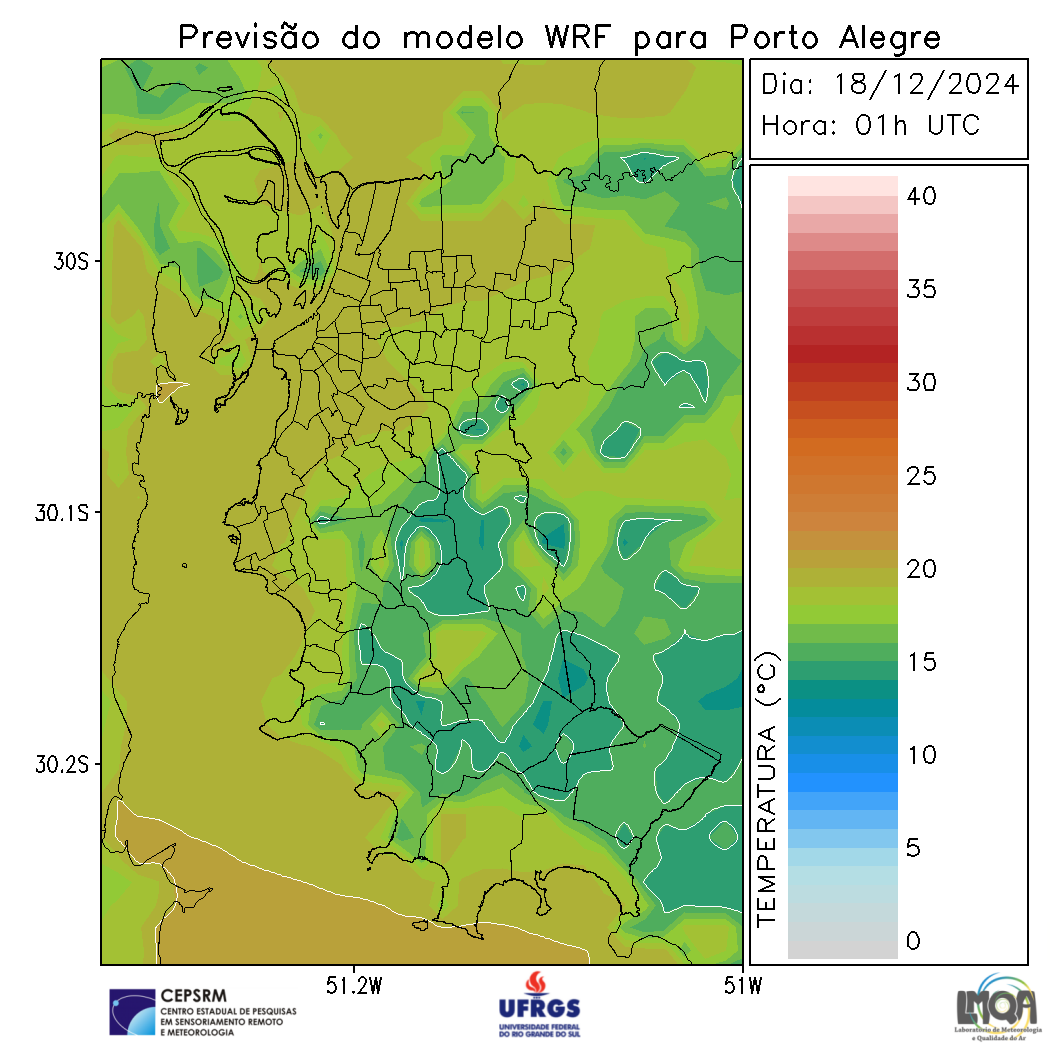 Previsão do modelo WRF para Porto Alegre
Dia: 18/12/2024
Hora: 01h UTC
30S
30.1S
30.2S
51.2W
51W
40
35
30
25
20
15
10
5
0
TEMPERATURA (°C)
CEPSRM
CENTRO ESTADUAL DE PESQUISAS
EM SENSORIAMENTO REMOTO
E METEOROLOGIA
UFRGS
UNIVERSIDADE FEDERAL
DO RIO GRANDE DO SUL
LMQA
Laboratório de Meteorologia
e Qualidade do Ar